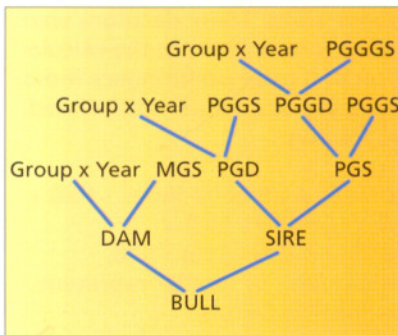 Group x Year PGGGS
Group x Year PGGS PGGD PGGS
Group x Year MGS PGD PGS
DAM SIRE
BULL